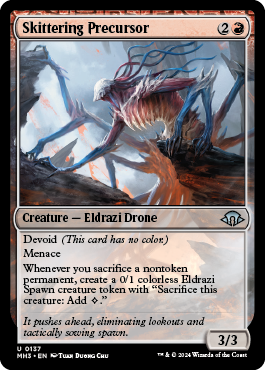 Skittering Precursor 2
Creature — Eldrazi Drone
Devoid (This card has no color.)
Menace
Whenever you sacrifice a nontoken
permanent, create a 0/1 colorless Eldrazi
Spawn creature token with “Sacrifice this
creature: Add .”
It pushes ahead, eliminating lookouts and
tactically sowing spawn.
3/3
U 0137
MH3 • EN Tuan Duong Chu
™ & © 2024 Wizards of the Coast